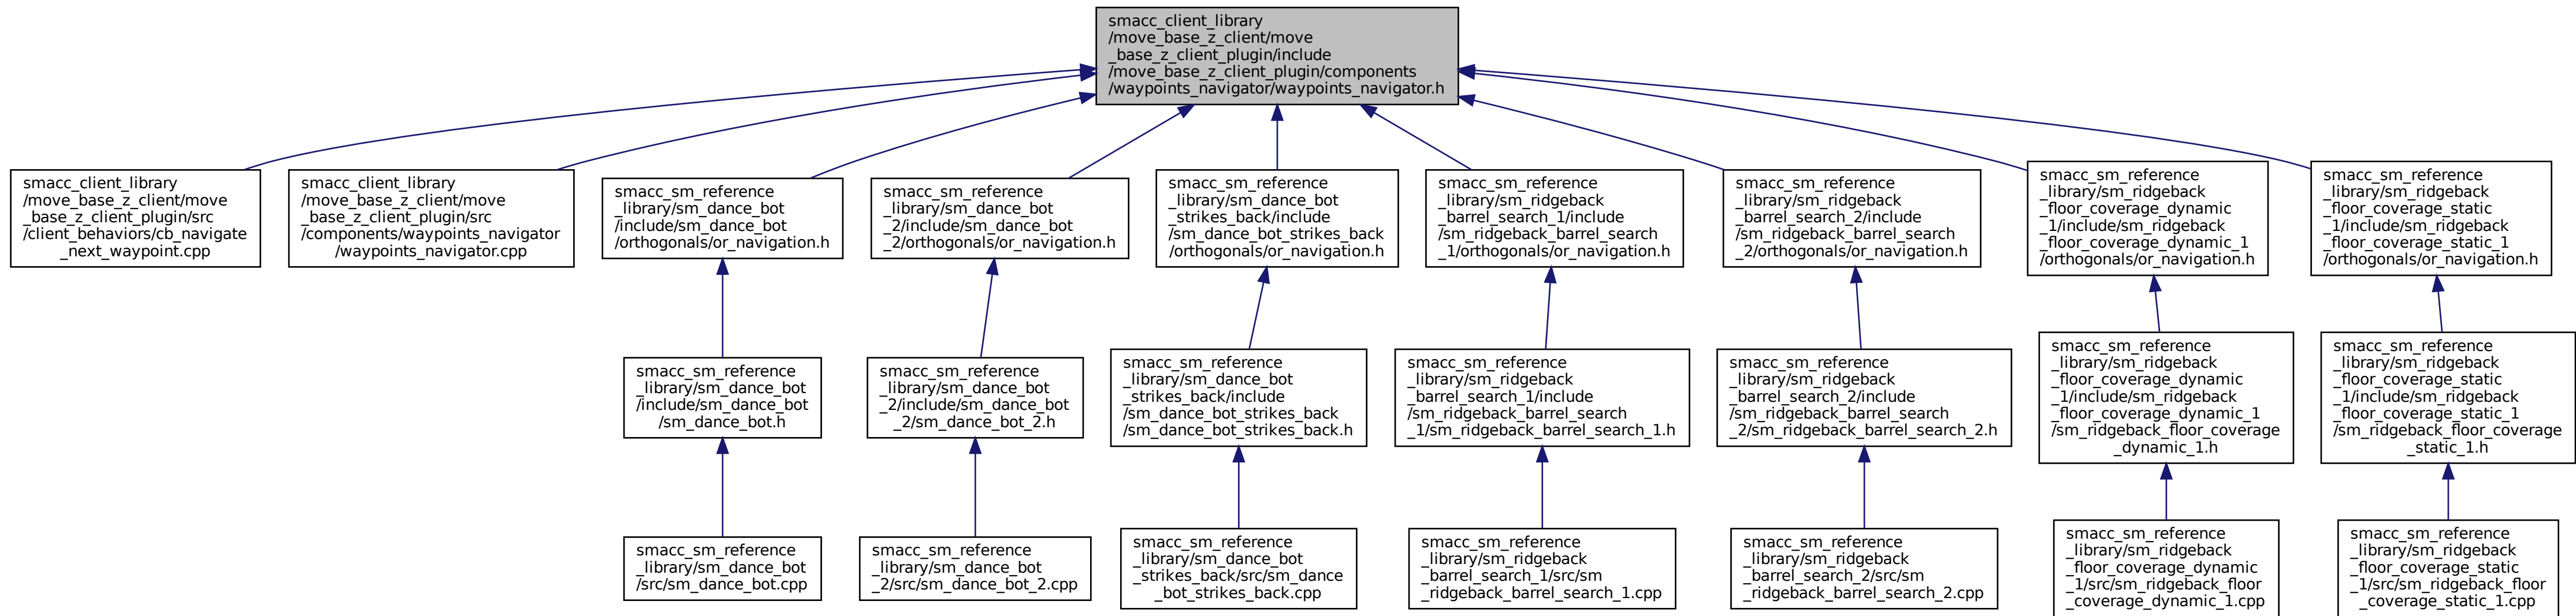 smacc_client_library
/move_base_z_client/move
_base_z_client_plugin/include
/move_base_z_client_plugin/components
/waypoints_navigator/waypoints_navigator.h
smacc_client_library
/move_base_z_client/move
_base_z_client_plugin/src
/client_behaviors/cb_navigate
_next_waypoint.cpp
smacc_client_library
/move_base_z_client/move
_base_z_client_plugin/src
/components/waypoints_navigator
/waypoints_navigator.cpp
smacc_sm_reference
_library/sm_dance_bot
/include/sm_dance_bot
/orthogonals/or_navigation.h
smacc_sm_reference
_library/sm_dance_bot
_2/include/sm_dance_bot
_2/orthogonals/or_navigation.h
smacc_sm_reference
_library/sm_dance_bot
_strikes_back/include
/sm_dance_bot_strikes_back
/orthogonals/or_navigation.h
smacc_sm_reference
_library/sm_ridgeback
_barrel_search_1/include
/sm_ridgeback_barrel_search
_1/orthogonals/or_navigation.h
smacc_sm_reference
_library/sm_ridgeback
_barrel_search_2/include
/sm_ridgeback_barrel_search
_2/orthogonals/or_navigation.h
smacc_sm_reference
_library/sm_ridgeback
_floor_coverage_dynamic
_1/include/sm_ridgeback
_floor_coverage_dynamic_1
/orthogonals/or_navigation.h
smacc_sm_reference
_library/sm_ridgeback
_floor_coverage_static
_1/include/sm_ridgeback
_floor_coverage_static_1
/orthogonals/or_navigation.h
smacc_sm_reference
_library/sm_dance_bot
/include/sm_dance_bot
/sm_dance_bot.h
smacc_sm_reference
_library/sm_dance_bot
_2/include/sm_dance_bot
_2/sm_dance_bot_2.h
smacc_sm_reference
_library/sm_dance_bot
_strikes_back/include
/sm_dance_bot_strikes_back
/sm_dance_bot_strikes_back.h
smacc_sm_reference
_library/sm_ridgeback
_barrel_search_1/include
/sm_ridgeback_barrel_search
_1/sm_ridgeback_barrel_search_1.h
smacc_sm_reference
_library/sm_ridgeback
_barrel_search_2/include
/sm_ridgeback_barrel_search
_2/sm_ridgeback_barrel_search_2.h
smacc_sm_reference
_library/sm_ridgeback
_floor_coverage_dynamic
_1/include/sm_ridgeback
_floor_coverage_dynamic_1
/sm_ridgeback_floor_coverage
_dynamic_1.h
smacc_sm_reference
_library/sm_ridgeback
_floor_coverage_static
_1/include/sm_ridgeback
_floor_coverage_static_1
/sm_ridgeback_floor_coverage
_static_1.h
smacc_sm_reference
_library/sm_dance_bot
/src/sm_dance_bot.cpp
smacc_sm_reference
_library/sm_dance_bot
_2/src/sm_dance_bot_2.cpp
smacc_sm_reference
_library/sm_dance_bot
_strikes_back/src/sm_dance
_bot_strikes_back.cpp
smacc_sm_reference
_library/sm_ridgeback
_barrel_search_1/src/sm
_ridgeback_barrel_search_1.cpp
smacc_sm_reference
_library/sm_ridgeback
_barrel_search_2/src/sm
_ridgeback_barrel_search_2.cpp
smacc_sm_reference
_library/sm_ridgeback
_floor_coverage_dynamic
_1/src/sm_ridgeback_floor
_coverage_dynamic_1.cpp
smacc_sm_reference
_library/sm_ridgeback
_floor_coverage_static
_1/src/sm_ridgeback_floor
_coverage_static_1.cpp